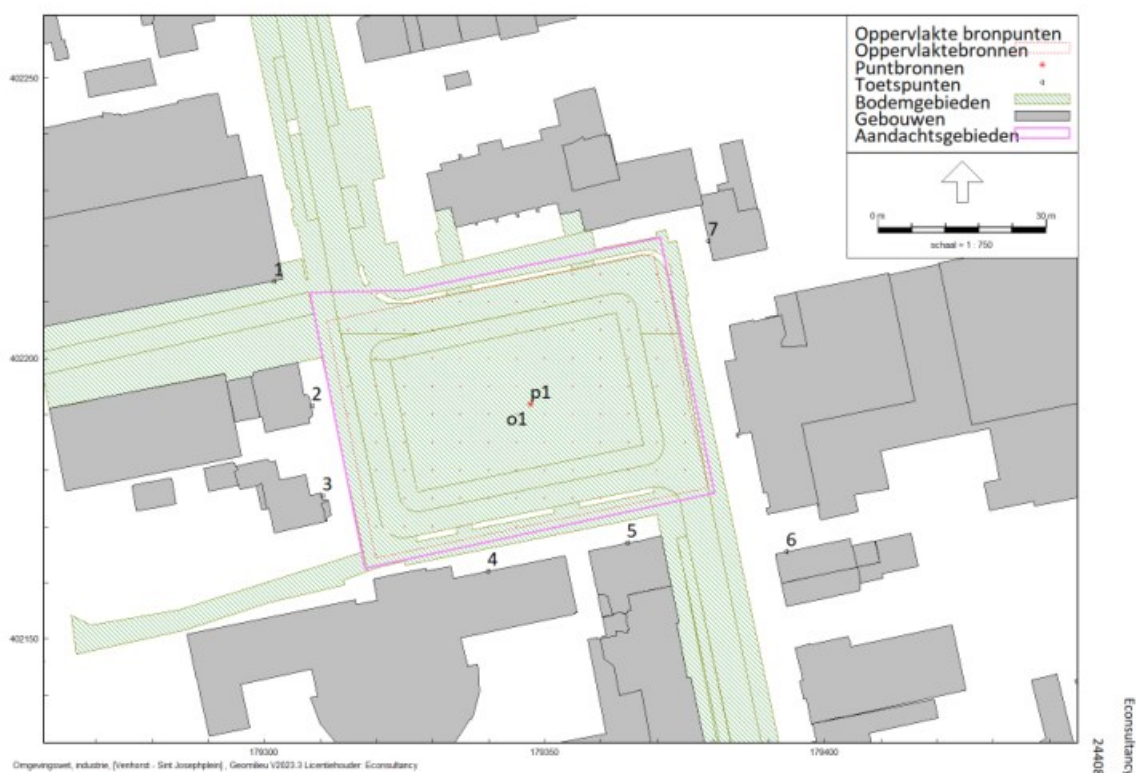 Oppervlakte bronpunten
Oppervlaktebronnen
Puntbronnen
Toetspunten
Bodemgebieden
Gebouwen
Aandachtsgebieden
0 m
30 m
schaal = 1 : 750
402250
402200
402150
7
1
2
p1
o1
3
4
5
6
179300
179350
179400
Omgevingswet, industrie, [Venhorst - Sint Josephplein] , Geomilieu V2023.3 Licentiehouder: Econsultancy
Econsultancy
24408